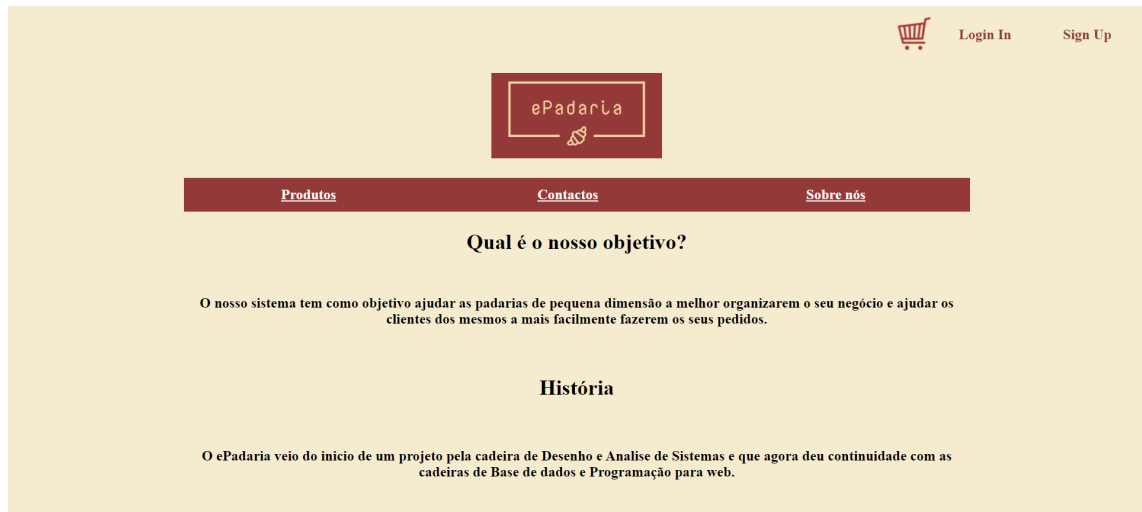 Login In Sign Up
ePadaria
Produtos Contactos Sobre nós
Qual é o nosso objetivo?
O nosso sistema tem como objetivo ajudar as padarias de pequena dimensão a melhor organizarem o seu negócio e ajudar os
clientes dos mesmos a mais facilmente fazerem os seus pedidos.
História
O ePadaria veio do inicio de um projeto pela cadeira de Desenho e Analise de Sistemas e que agora deu continuidade com as
cadeiras de Base de dados e Programação para web.